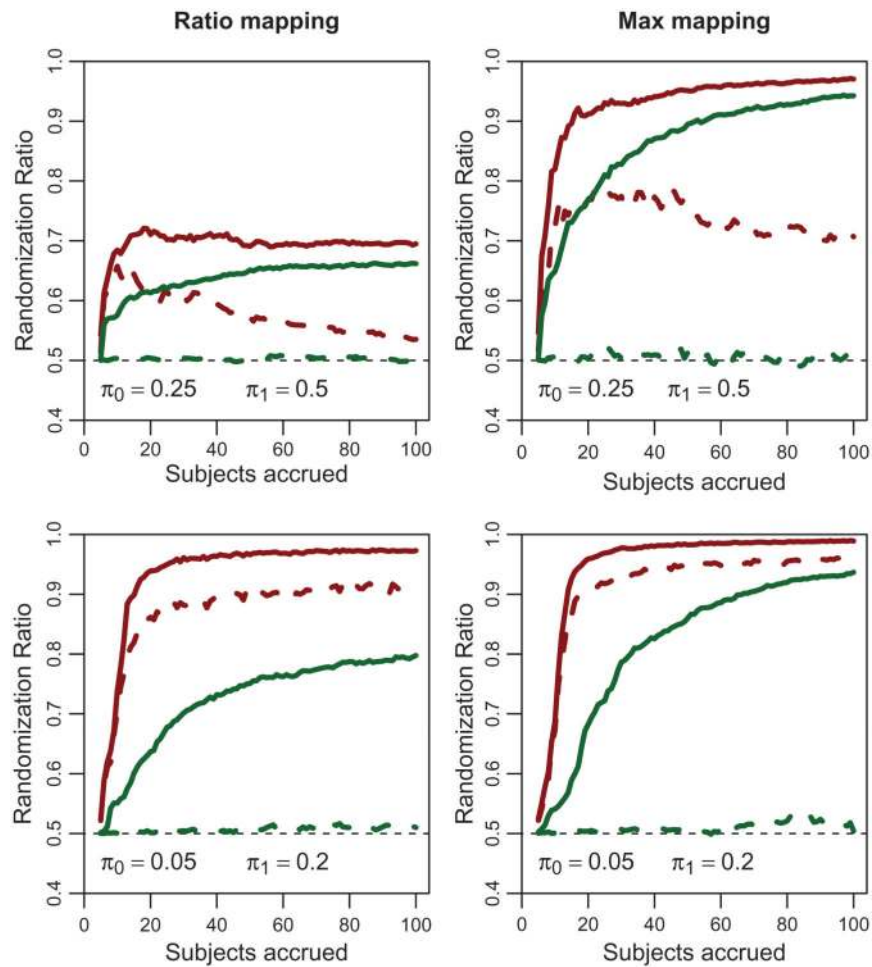 Ratio mapping
Randomization Ratio
0.4 0.5 0.6 0.7 0.8 0.9 1.0
π0 = 0.25 π1 = 0.5
0 20 40 60 80 100
Subjects accrued
Max mapping
Randomization Ratio
0.4 0.5 0.6 0.7 0.8 0.9 1.0
π0 = 0.25 π1 = 0.5
0 20 40 60 80 100
Subjects accrued
Randomization Ratio
0.4 0.5 0.6 0.7 0.8 0.9 1.0
π0 = 0.05 π1 = 0.2
0 20 40 60 80 100
Subjects accrued
Randomization Ratio
0.4 0.5 0.6 0.7 0.8 0.9 1.0
π0 = 0.05 π1 = 0.2
0 20 40 60 80 100
Subjects accrued